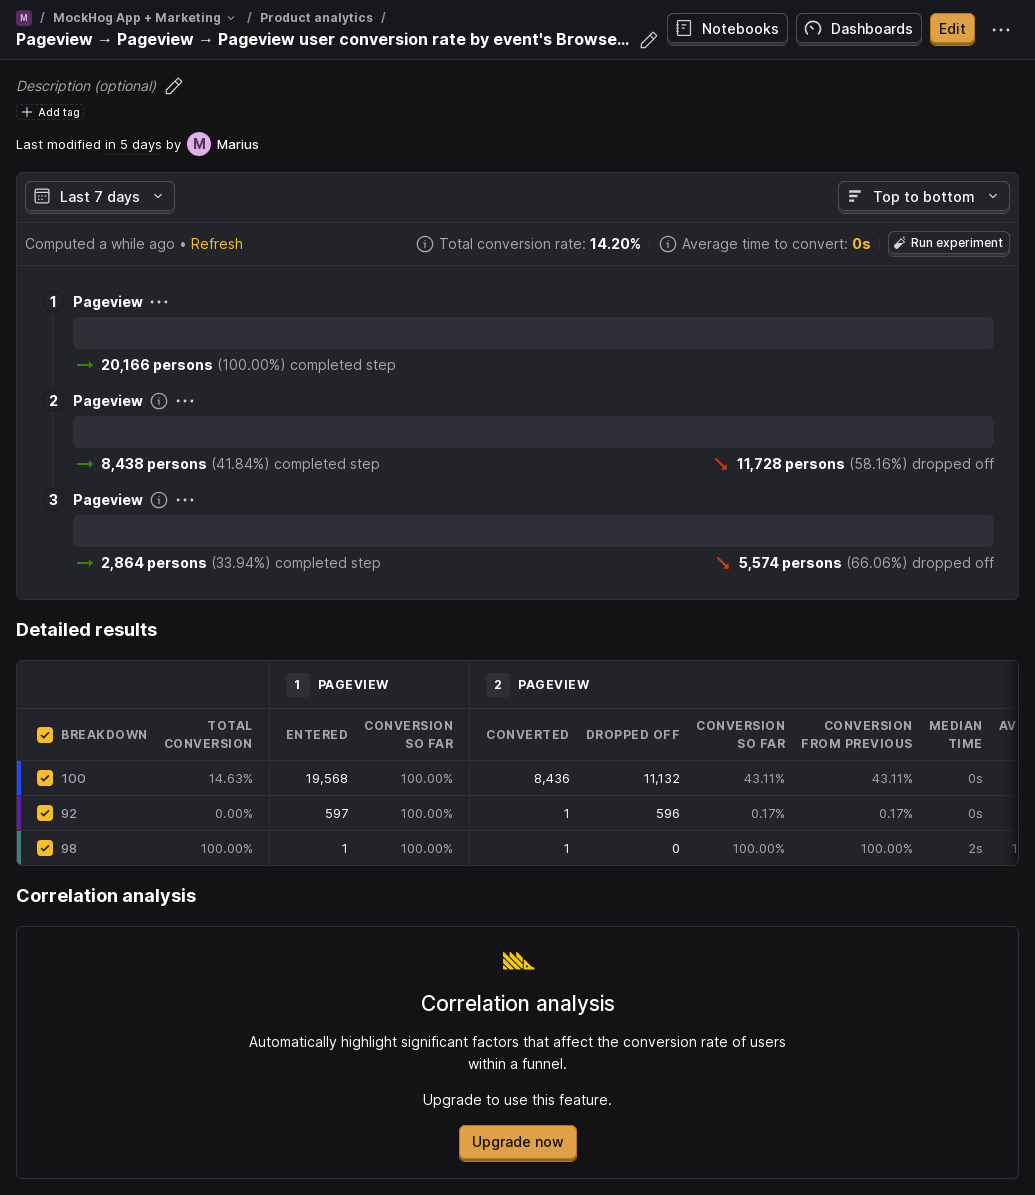 M / MockHog App + Marketing / Product analytics /
Pageview → Pageview → Pageview user conversion rate by event's Browse...
Notebooks
Dashboards
Edit
Description (optional)
Add tag
Last modified in 5 days by M Marius
Last 7 days
Top to bottom
Computed a while ago • Refresh
Total conversion rate: 14.20%
Average time to convert: 0s
Run experiment
1 Pageview
20,166 persons (100.00%) completed step
2 Pageview
8,438 persons (41.84%) completed step
11,728 persons (58.16%) dropped off
3 Pageview
2,864 persons (33.94%) completed step
5,574 persons (66.06%) dropped off
Detailed results
1 PAGEVIEW 2 PAGEVIEW
BREAKDOWN TOTAL CONVERSION ENTERED CONVERSION SO FAR CONVERTED DROPPED OFF CONVERSION SO FAR CONVERSION FROM PREVIOUS MEDIAN TIME AV
100 14.63% 19,568 100.00% 8,436 11,132 43.11% 43.11% 0s
92 0.00% 597 100.00% 1 596 0.17% 0.17% 0s
98 100.00% 1 100.00% 1 0 100.00% 100.00% 2s 1
Correlation analysis
Correlation analysis
Automatically highlight significant factors that affect the conversion rate of users
within a funnel.
Upgrade to use this feature.
Upgrade now